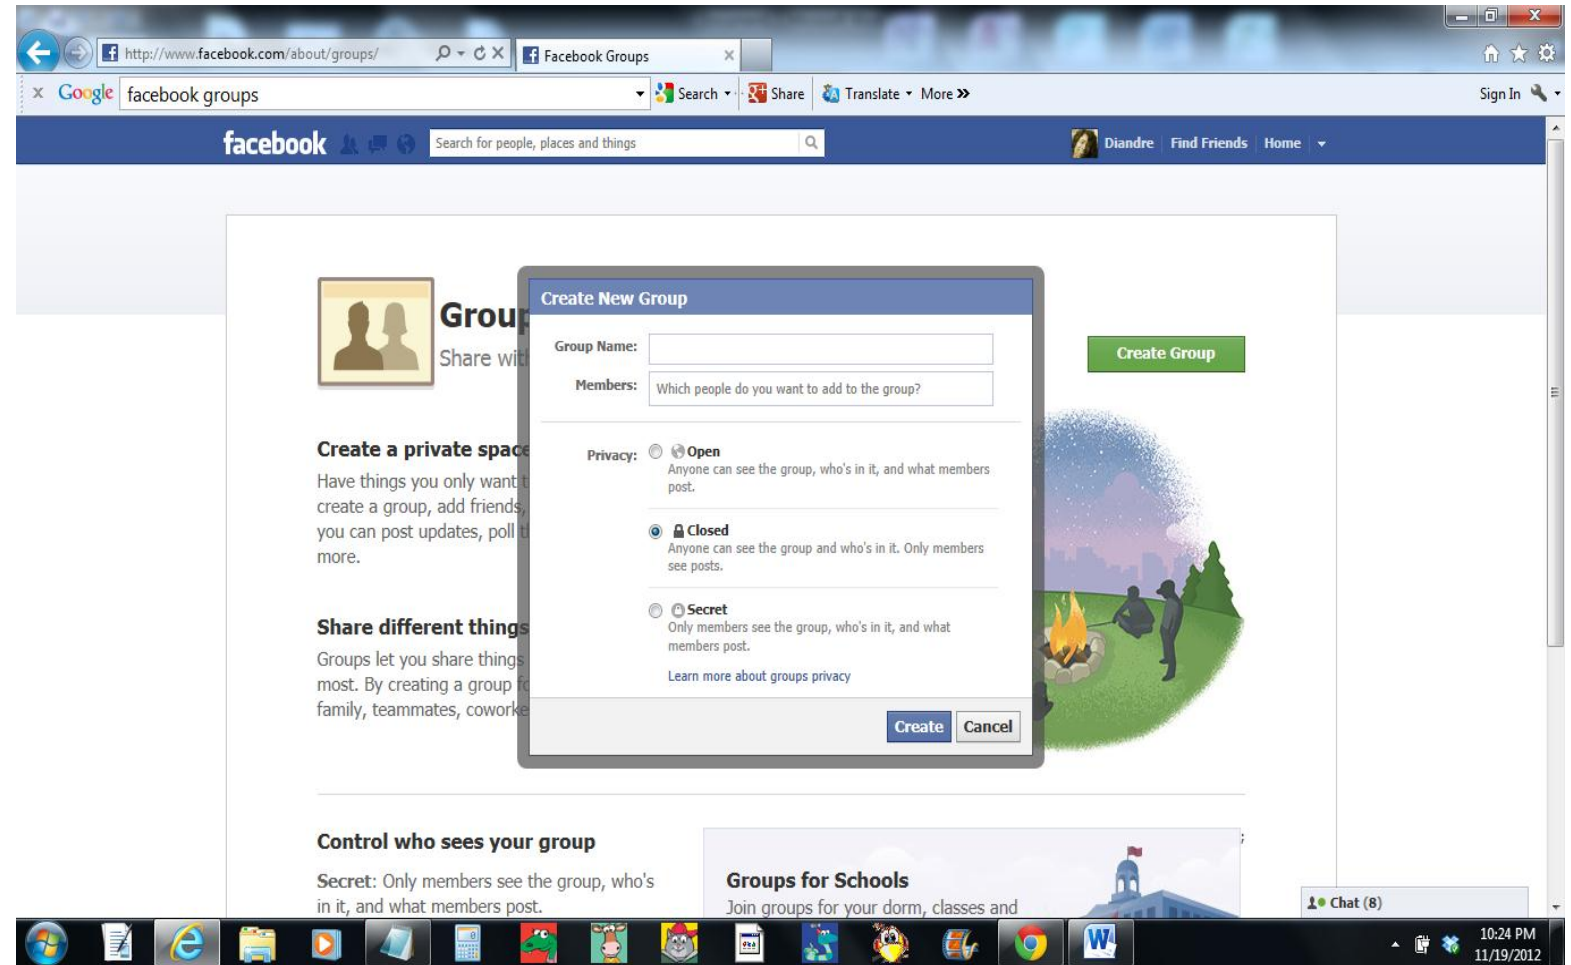 http://www.facebook.com/about/groups/
Facebook Groups
x Google facebook groups Search Share Translate More » Sign In
facebook Search for people, places and things Diandre Find Friends Home
Create New Group
Group Name:
Members: Which people do you want to add to the group?
Privacy: Open
Anyone can see the group, who's in it, and what members
post.
Closed
Anyone can see the group and who's in it. Only members
see posts.
Secret
Only members see the group, who's in it, and what
members post.
Learn more about groups privacy
Create Cancel
Share
Create Group
Create a private
Have things you only want
create a group, add friends,
you can post updates, poll
more.
Share different things
Groups let you share things
most. By creating a group
family, teammates,
Control who sees your group
Secret: Only members see the group, who's
in it, and what members post.
Groups for Schools
Join groups for your dorm, classes and
Chat (8)
10:24 PM
11/19/2012